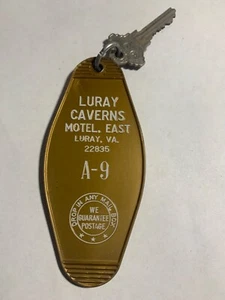 LURAY
CAVERNS
MOTEL. EAST
LURAY, VA.
22835
A-9
DROP IN ANY MAIL BOX
WE
GUARANTEE
POSTAGE